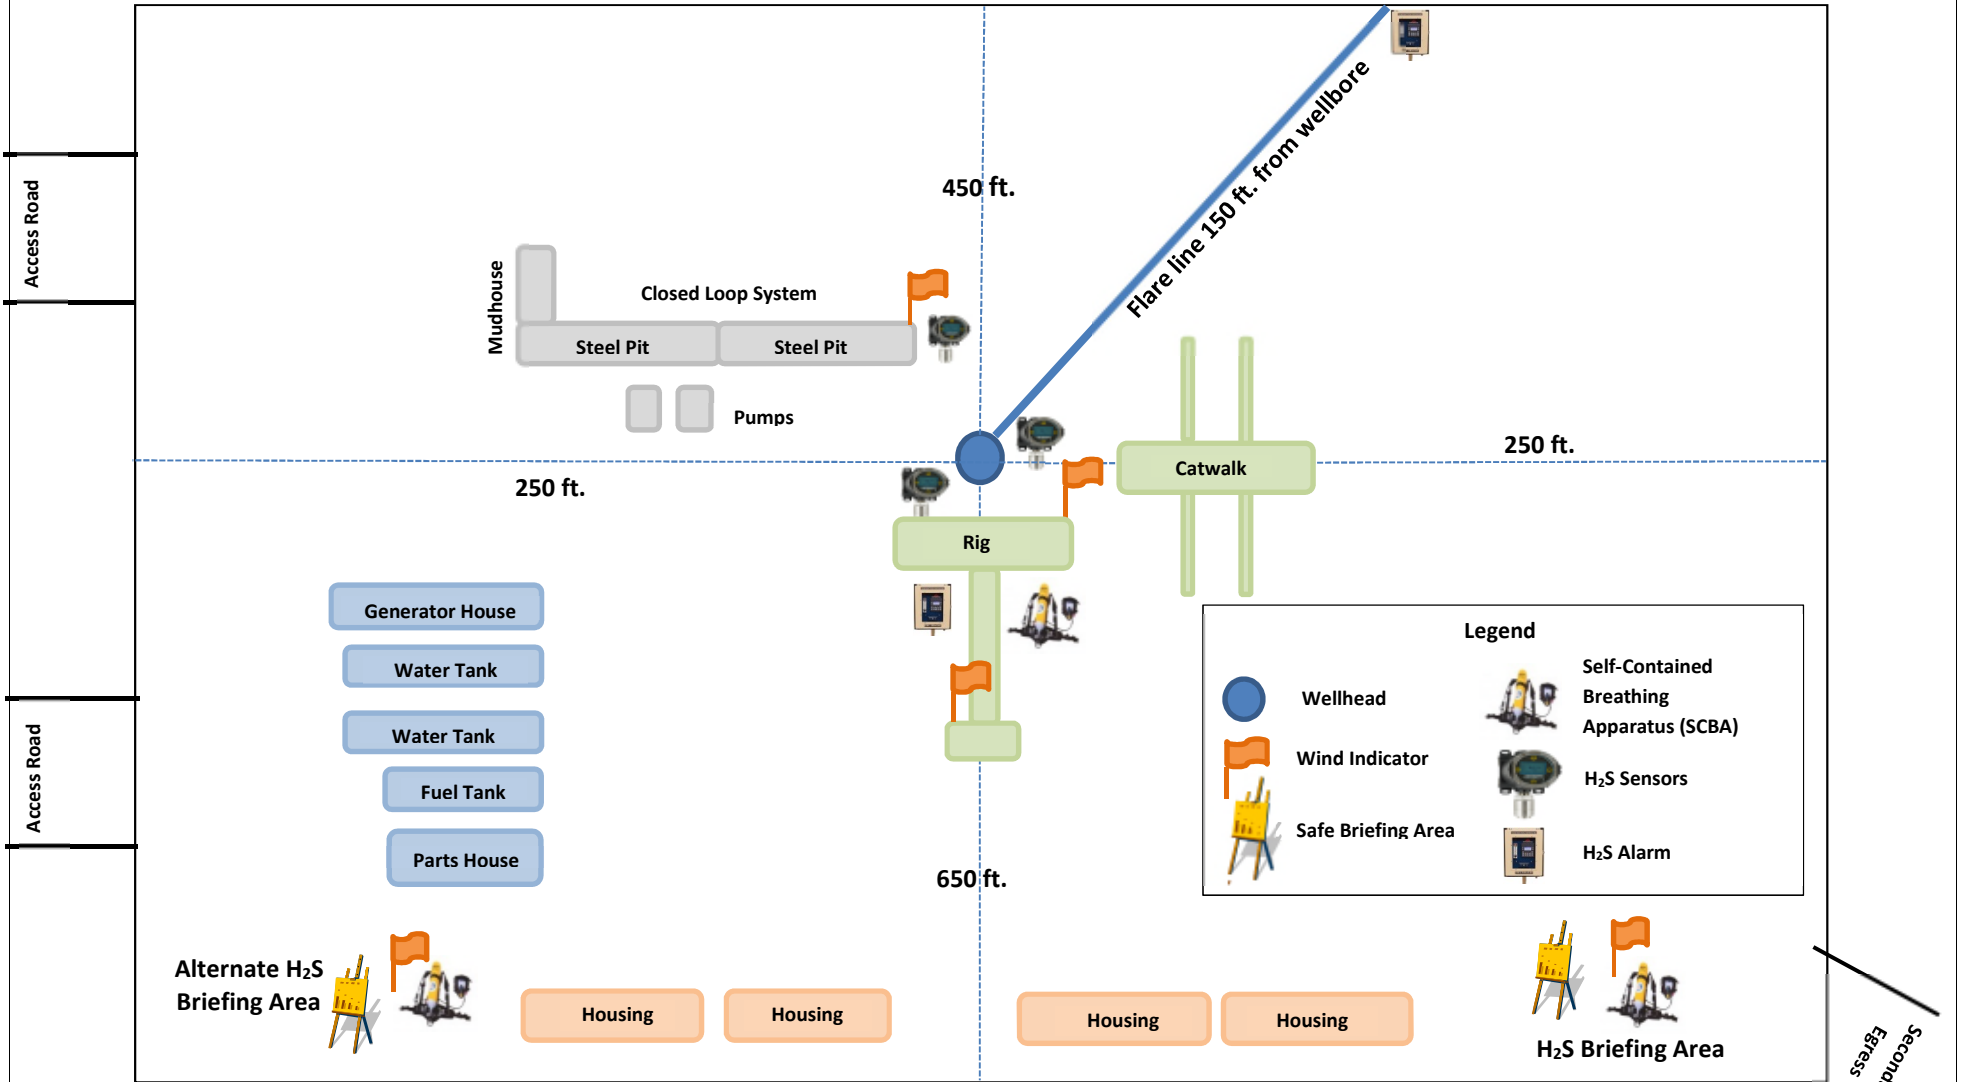 Access Road
450 ft.
Flare line 150 ft. from wellbore
Mudhouse
Closed Loop System
Steel Pit
Steel Pit
Pumps
250 ft.
250 ft.
Catwalk
Rig
Generator House
Water Tank
Water Tank
Fuel Tank
Parts House
Access Road
650 ft.
Legend
Wellhead
Wind Indicator
Safe Briefing Area
Self-Contained
Breathing
Apparatus (SCBA)
H₂S Sensors
H₂S Alarm
Alternate H₂S
Briefing Area
Housing
Housing
Housing
Housing
H₂S Briefing Area
Egress